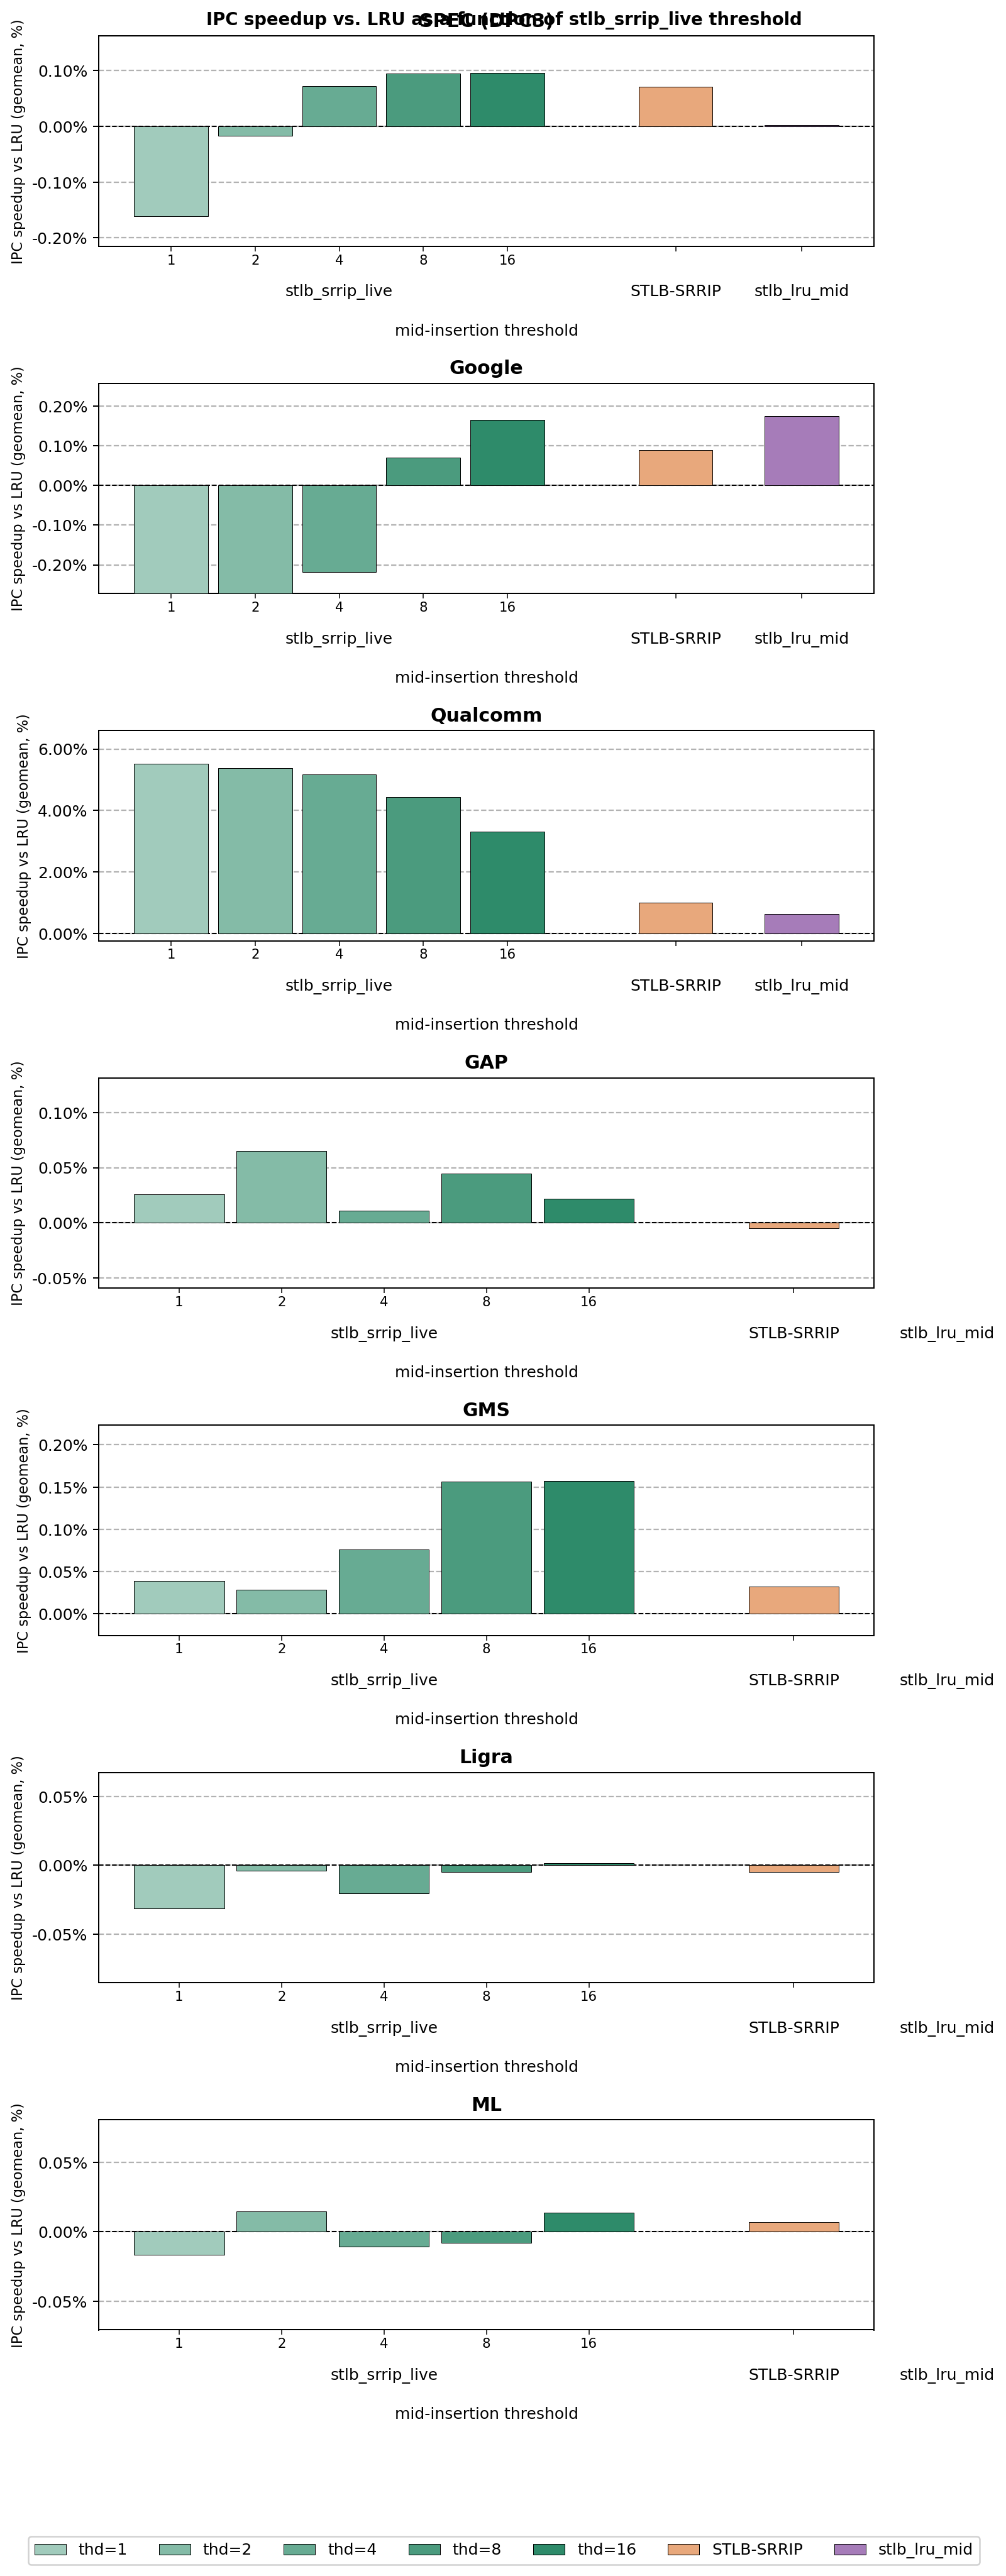 IPC speedup vs. LRU as a function of stlb_srrip_live threshold
SPEC (DPC3)
IPC speedup vs LRU (geomean, %)
0.10%
0.00%
-0.10%
-0.20%
1 2 4 8 16
stlb_srrip_live STLB-SRRIP stlb_lru_mid
mid-insertion threshold
Google
IPC speedup vs LRU (geomean, %)
0.20%
0.10%
0.00%
-0.10%
-0.20%
1 2 4 8 16
stlb_srrip_live STLB-SRRIP stlb_lru_mid
mid-insertion threshold
Qualcomm
IPC speedup vs LRU (geomean, %)
6.00%
4.00%
2.00%
0.00%
1 2 4 8 16
stlb_srrip_live STLB-SRRIP stlb_lru_mid
mid-insertion threshold
GAP
IPC speedup vs LRU (geomean, %)
0.10%
0.05%
0.00%
-0.05%
1 2 4 8 16
stlb_srrip_live STLB-SRRIP stlb_lru_mid
mid-insertion threshold
GMS
IPC speedup vs LRU (geomean, %)
0.20%
0.15%
0.10%
0.05%
0.00%
1 2 4 8 16
stlb_srrip_live STLB-SRRIP stlb_lru_mid
mid-insertion threshold
Ligra
IPC speedup vs LRU (geomean, %)
0.05%
0.00%
-0.05%
1 2 4 8 16
stlb_srrip_live STLB-SRRIP stlb_lru_mid
mid-insertion threshold
ML
IPC speedup vs LRU (geomean, %)
0.05%
0.00%
-0.05%
1 2 4 8 16
stlb_srrip_live STLB-SRRIP stlb_lru_mid
mid-insertion threshold
thd=1 thd=2 thd=4 thd=8 thd=16 STLB-SRRIP stlb_lru_mid